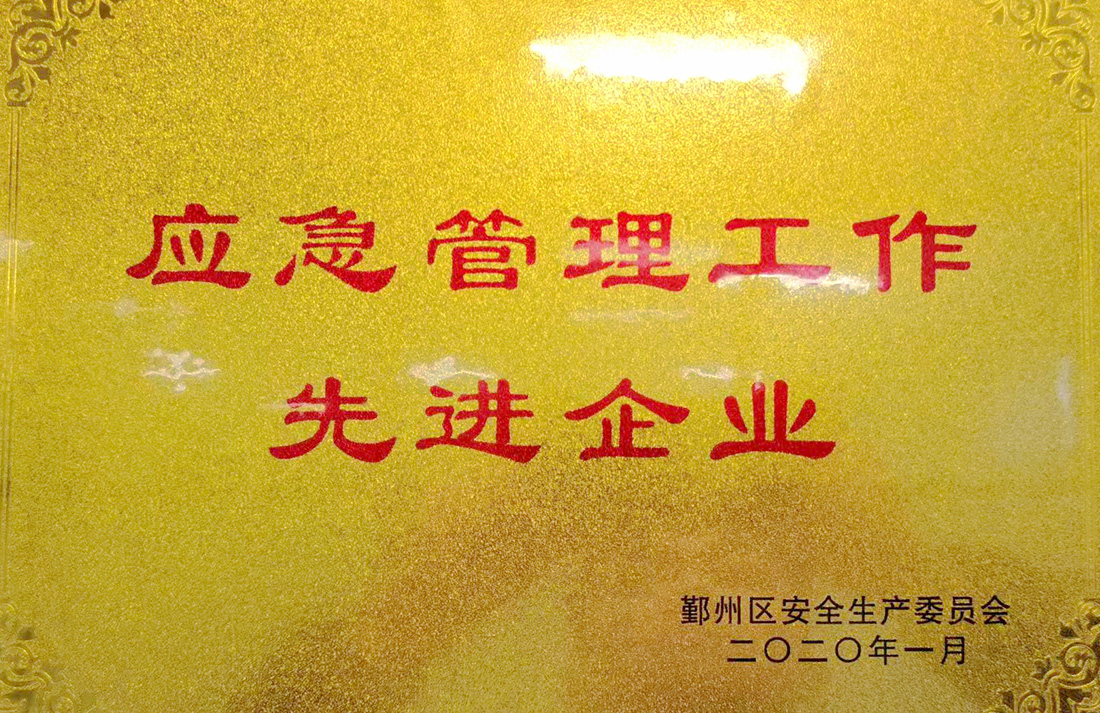 应急管理工作
先进企业
鄞州区安全生产委员会
二〇二〇年一月